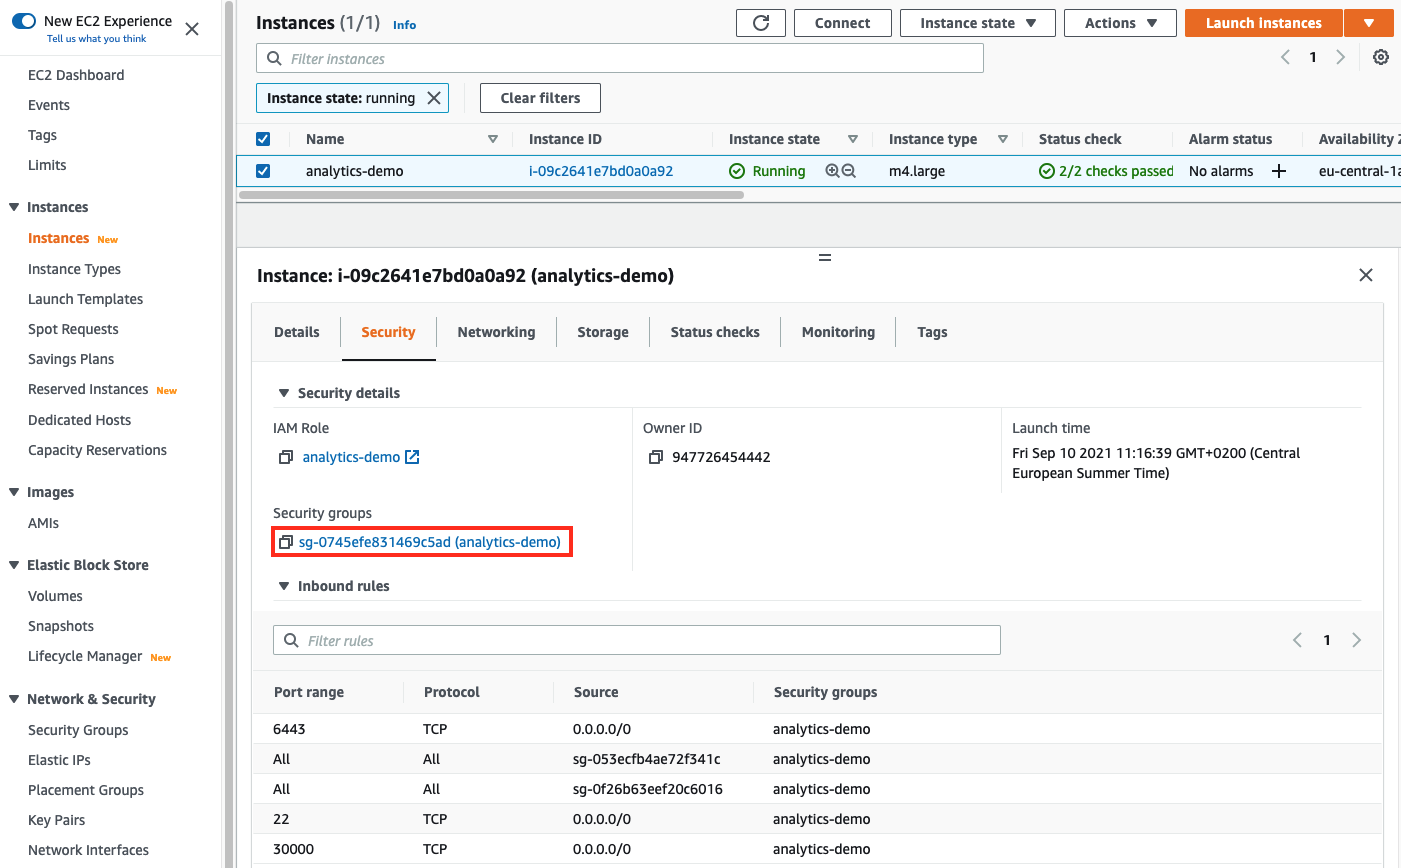 New EC2 Experience
Tell us what you think
EC2 Dashboard
Events
Tags
Limits
Instances
Instances New
Instance Types
Launch Templates
Spot Requests
Savings Plans
Reserved Instances New
Dedicated Hosts
Capacity Reservations
Images
AMIs
Elastic Block Store
Volumes
Snapshots
Lifecycle Manager New
Network & Security
Security Groups
Elastic IPs
Placement Groups
Key Pairs
Network Interfaces
Instances (1/1) Info Connect Instance state Actions Launch instances
Filter instances 1
Instance state: running Clear filters
Name Instance ID Instance state Instance type Status check Alarm status Availability Z
analytics-demo i-09c2641e7bd0a0a92 Running m4.large 2/2 checks passed No alarms eu-central-1a
Instance: i-09c2641e7bd0a0a92 (analytics-demo)
Details Security Networking Storage Status checks Monitoring Tags
Security details
IAM Role Owner ID Launch time
analytics-demo 947726454442 Fri Sep 10 2021 11:16:39 GMT+0200 (Central
European Summer Time)
Security groups
sg-0745efe831469c5ad (analytics-demo)
Inbound rules
Filter rules 1
Port range Protocol Source Security groups
6443 TCP 0.0.0.0/0 analytics-demo
All All sg-053ecfb4ae72f341c analytics-demo
All All sg-0f26b63eef20c6016 analytics-demo
22 TCP 0.0.0.0/0 analytics-demo
30000 TCP 0.0.0.0/0 analytics-demo